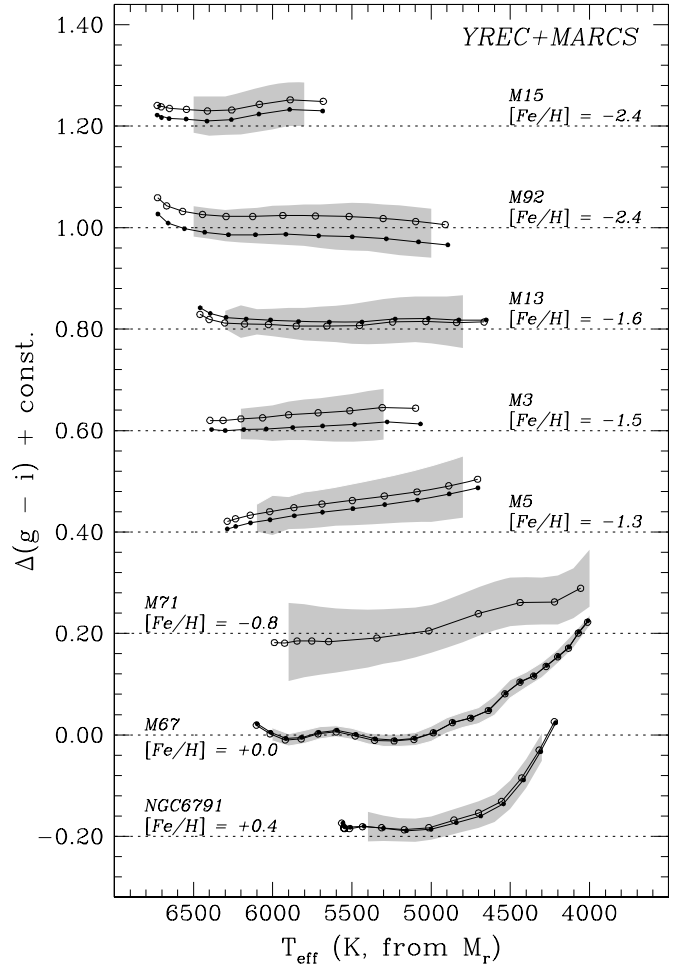 YREC+MARCS
1.40
M15
[Fe/H] = −2.4
1.20
M92
[Fe/H] = −2.4
1.00
M13
[Fe/H] = −1.6
0.80
M3
[Fe/H] = −1.5
0.60
M5
[Fe/H] = −1.3
0.40
M71
[Fe/H] = −0.8
0.20
M67
[Fe/H] = +0.0
0.00
NGC6791
[Fe/H] = +0.4
−0.20
Δ(g − i) + const.
6500 6000 5500 5000 4500 4000
Teff (K, from Mr)